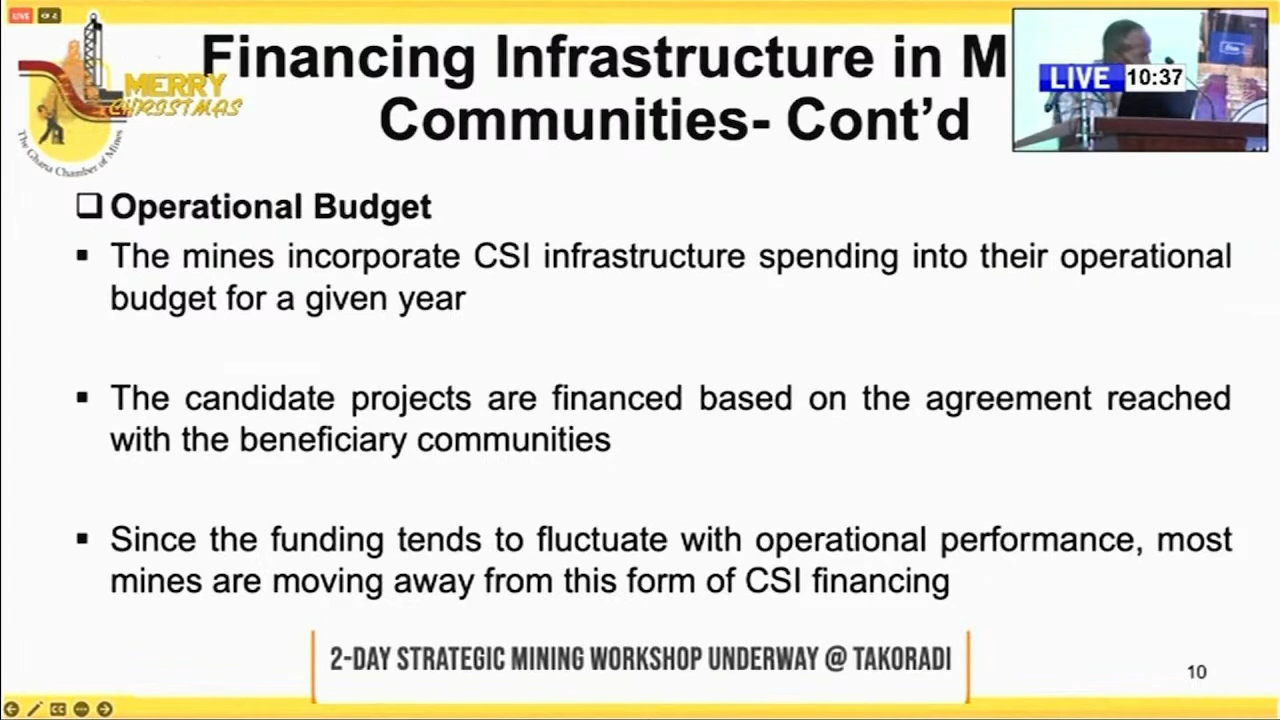 LIVE
Financing Infrastructure in M
LIVE 10:37
MERRY
CHRISTMAS
Communities- Cont’d
The Ghana Chamber of Mines
❑ Operational Budget
▪ The mines incorporate CSI infrastructure spending into their operational
budget for a given year
▪ The candidate projects are financed based on the agreement reached
with the beneficiary communities
▪ Since the funding tends to fluctuate with operational performance, most
mines are moving away from this form of CSI financing
2-DAY STRATEGIC MINING WORKSHOP UNDERWAY @ TAKORADI
10